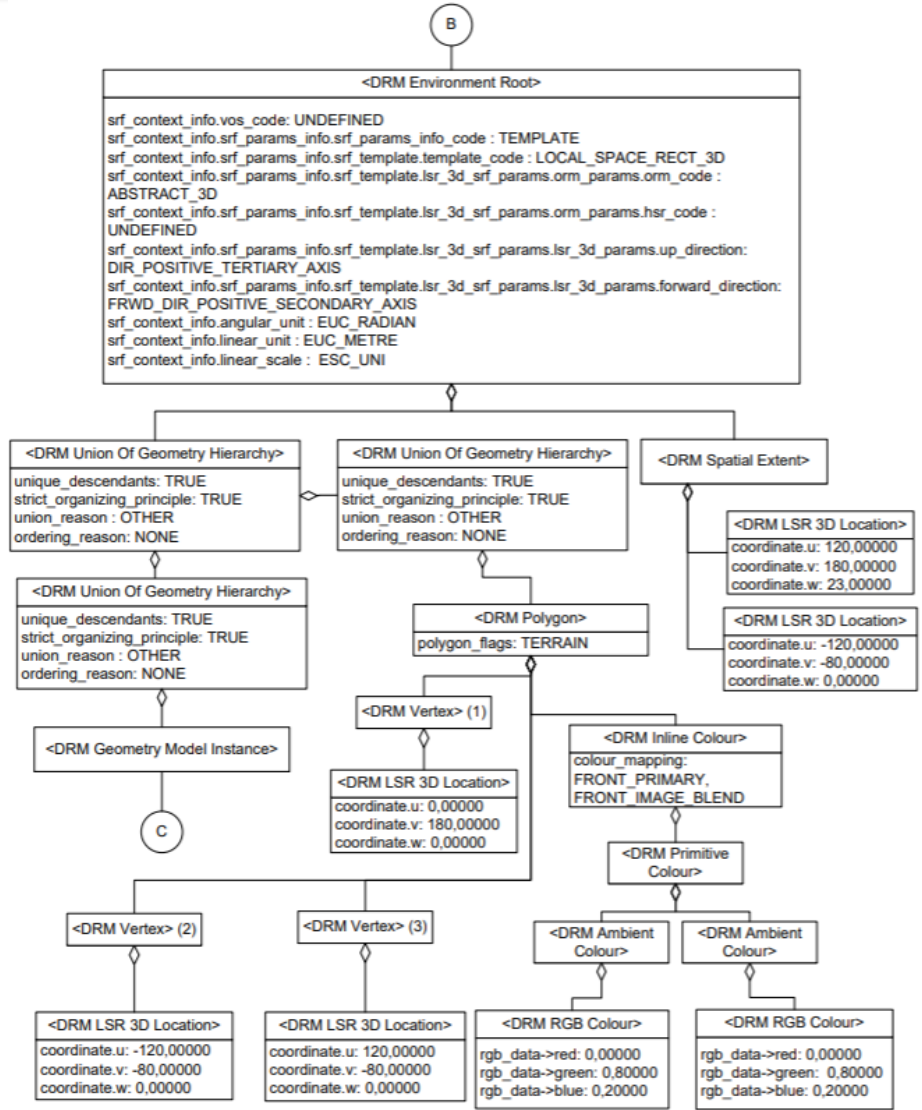 B
<DRM Environment Root>
srf_context_info.vos_code: UNDEFINED
srf_context_info.srf_params_info.srf_params_info_code : TEMPLATE
srf_context_info.srf_params_info.srf_template.template_code : LOCAL_SPACE_RECT_3D
srf_context_info.srf_params_info.srf_template.lsr_3d_srf_params.orm_params.orm_code :
ABSTRACT_3D
srf_context_info.srf_params_info.srf_template.lsr_3d_srf_params.orm_params.hsr_code :
UNDEFINED
srf_context_info.srf_params_info.srf_template.lsr_3d_srf_params.lsr_3d_params.up_direction:
DIR_POSITIVE_TERTIARY_AXIS
srf_context_info.srf_params_info.srf_template.lsr_3d_srf_params.lsr_3d_params.forward_direction:
FRWD_DIR_POSITIVE_SECONDARY_AXIS
srf_context_info.angular_unit : EUC_RADIAN
srf_context_info.linear_unit : EUC_METRE
srf_context_info.linear_scale : ESC_UNI
<DRM Union Of Geometry Hierarchy>
unique_descendants: TRUE
strict_organizing_principle: TRUE
union_reason : OTHER
ordering_reason: NONE
<DRM Union Of Geometry Hierarchy>
unique_descendants: TRUE
strict_organizing_principle: TRUE
union_reason : OTHER
ordering_reason: NONE
<DRM Spatial Extent>
<DRM LSR 3D Location>
coordinate.u: 120,00000
coordinate.v: 180,00000
coordinate.w: 23,00000
<DRM LSR 3D Location>
coordinate.u: -120,00000
coordinate.v: -80,00000
coordinate.w: 0,00000
<DRM Union Of Geometry Hierarchy>
unique_descendants: TRUE
strict_organizing_principle: TRUE
union_reason : OTHER
ordering_reason: NONE
<DRM Geometry Model Instance>
C
<DRM Polygon>
polygon_flags: TERRAIN
<DRM Vertex> (1)
<DRM LSR 3D Location>
coordinate.u: 0,00000
coordinate.v: 180,00000
coordinate.w: 0,00000
<DRM Inline Colour>
colour_mapping:
FRONT_PRIMARY,
FRONT_IMAGE_BLEND
<DRM Primitive
Colour>
<DRM Vertex> (2)
<DRM LSR 3D Location>
coordinate.u: -120,00000
coordinate.v: -80,00000
coordinate.w: 0,00000
<DRM Vertex> (3)
<DRM LSR 3D Location>
coordinate.u: 120,00000
coordinate.v: -80,00000
coordinate.w: 0,00000
<DRM Ambient
Colour>
<DRM RGB Colour>
rgb_data->red: 0,00000
rgb_data->green: 0,80000
rgb_data->blue: 0,20000
<DRM Ambient
Colour>
<DRM RGB Colour>
rgb_data->red: 0,00000
rgb_data->green: 0,80000
rgb_data->blue: 0,20000